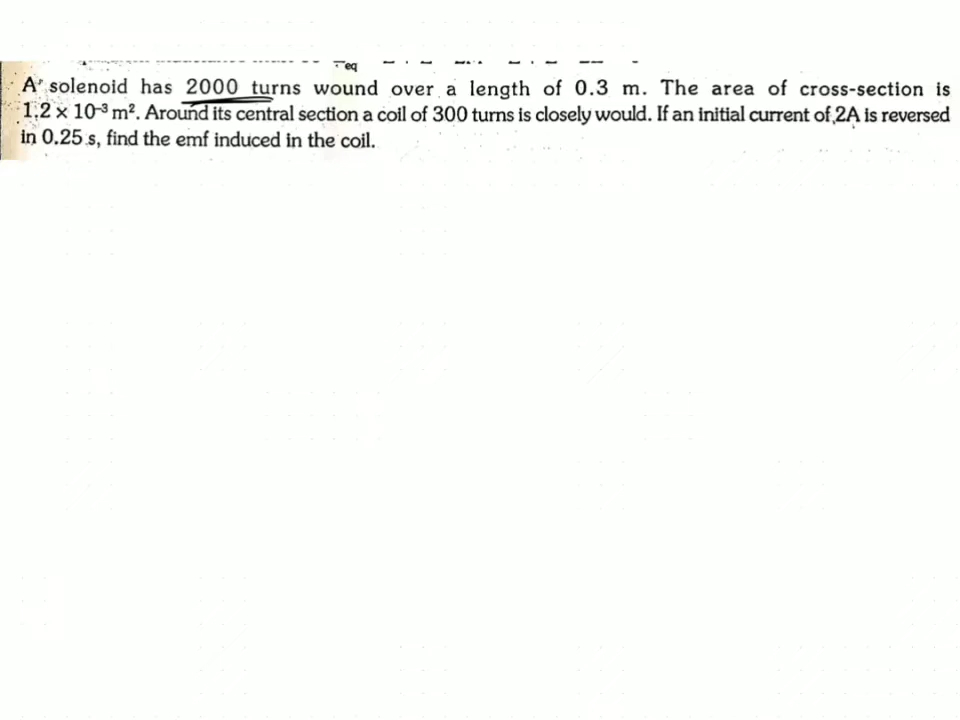 eq
A solenoid has 2000 turns wound over a length of 0.3 m. The area of cross-section is
1.2 × 10⁻³ m². Around its central section a coil of 300 turns is closely would. If an initial current of 2A is reversed
in 0.25 s, find the emf induced in the coil.